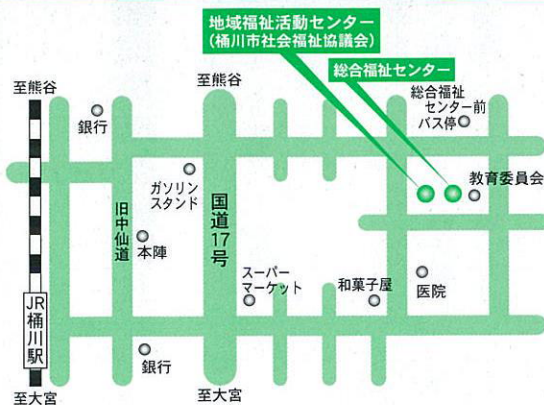 地域福祉活動センター
(桶川市社会福祉協議会)
総合福祉センター
至熊谷
至熊谷
総合福祉
センター前
バス停
銀行
教育委員会
ガソリン
スタンド
国道17号
旧中仙道
本陣
スーパー
マーケット
和菓子屋
医院
JR桶川駅
銀行
至大宮
至大宮